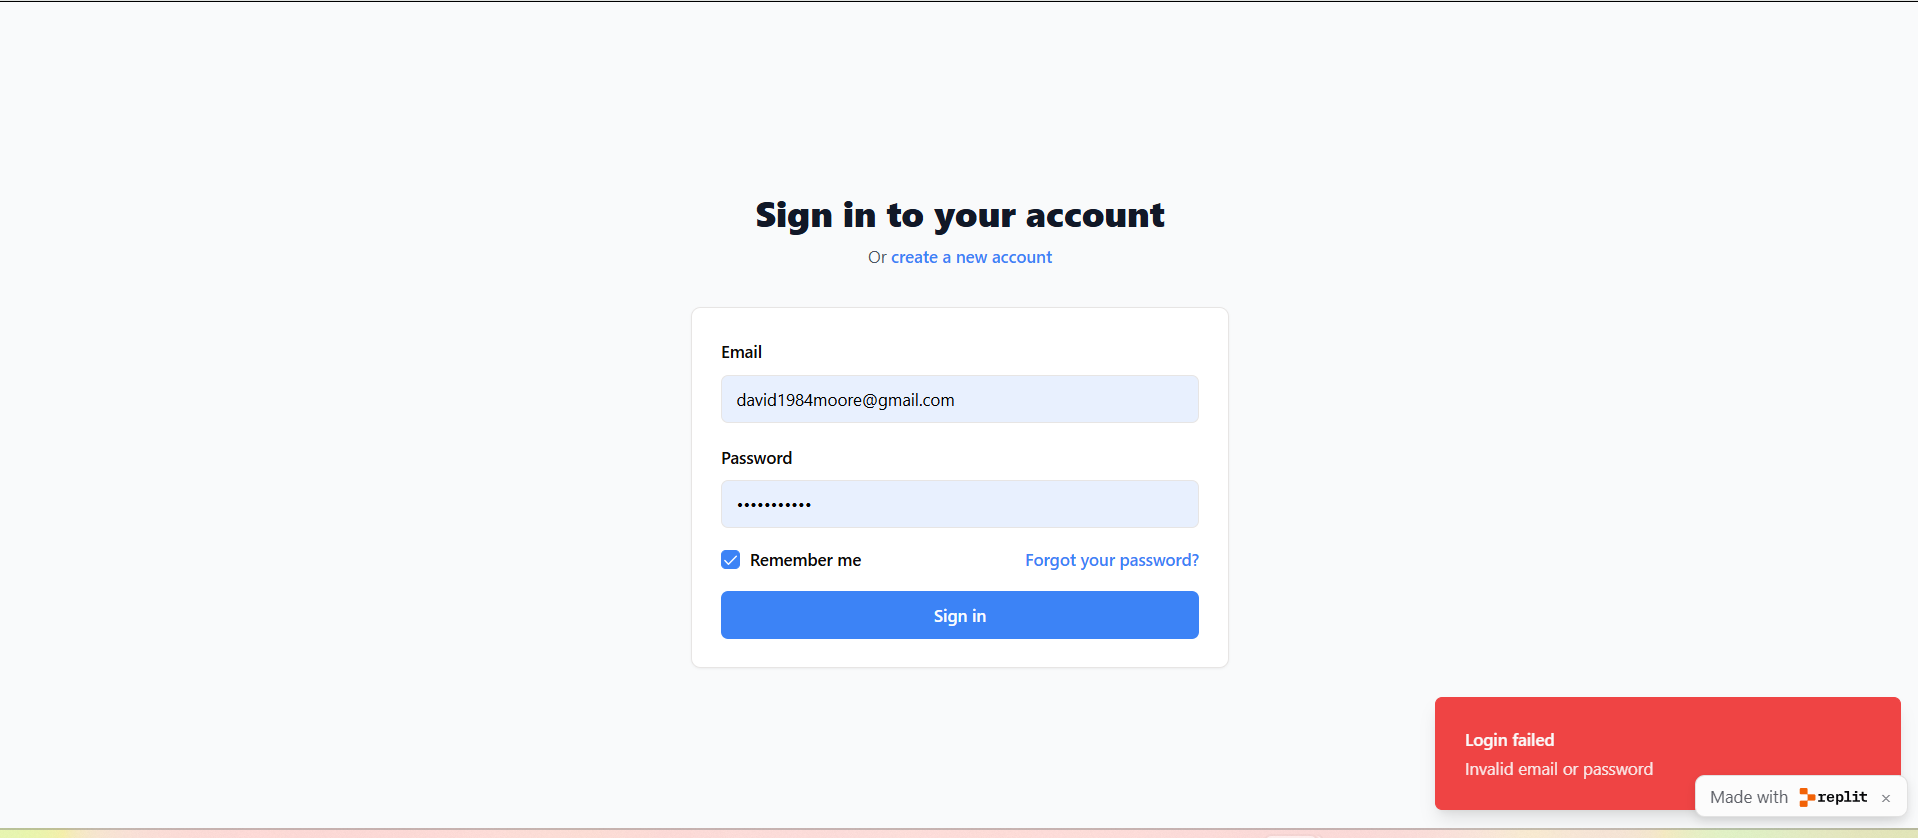 Sign in to your account
Or create a new account
Email
david1984moore@gmail.com
Password
•••••••••••
Remember me
Forgot your password?
Sign in
Login failed
Invalid email or password
Made with replit ×